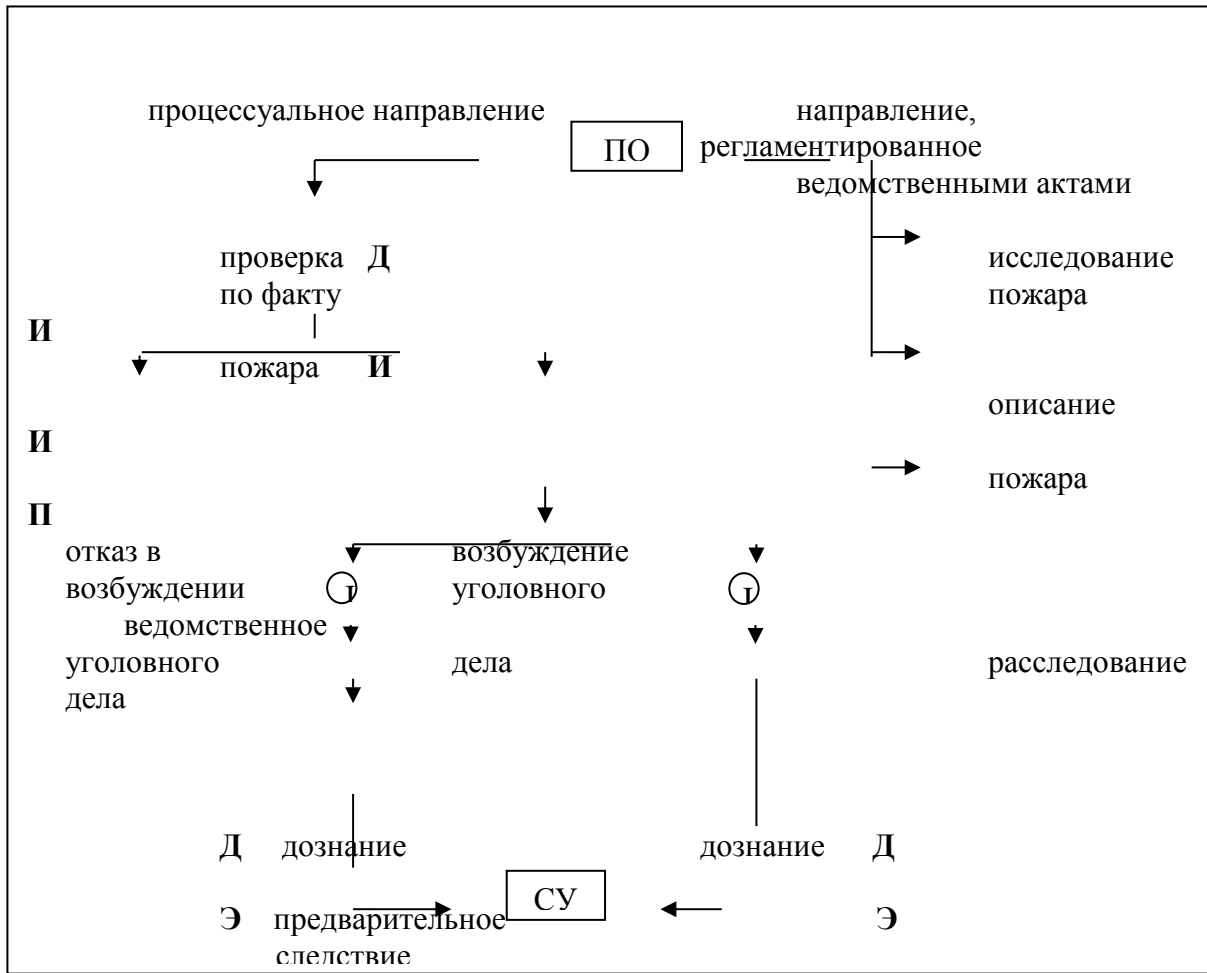 процессуальное направление направление,
ПО регламентированное
ведомственными актами
проверка Д исследование
по факту пожара
И
пожара И
описание
И
пожара
П
отказ в возбуждение
возбуждении уголовного
ведомственное
уголовного дела расследование
дела
Д дознание дознание Д
СУ
Э предварительное Э
следствие